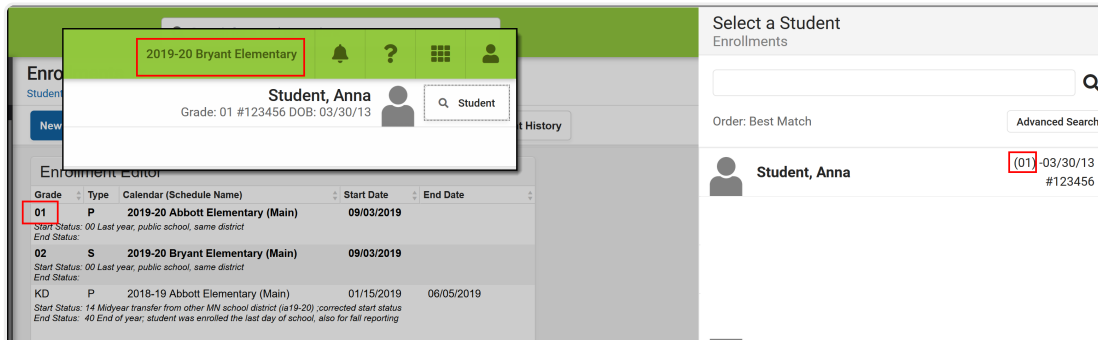 2019-20 Bryant Elementary
?
Student, Anna
Grade: 01 #123456 DOB: 03/30/13
Student
Enro
Student
New
t History
Enrollment Editor
Grade Type Calendar (Schedule Name) Start Date End Date
01 P 2019-20 Abbott Elementary (Main) 09/03/2019
Start Status: 00 Last year, public school, same district
End Status:
02 S 2019-20 Bryant Elementary (Main) 09/03/2019
Start Status: 00 Last year, public school, same district
End Status:
KD P 2018-19 Abbott Elementary (Main) 01/15/2019 06/05/2019
Start Status: 14 Midyear transfer from other MN school district (ia19-20) ;corrected start status
End Status: 40 End of year; student was enrolled the last day of school, also for fall reporting
Select a Student
Enrollments
Order: Best Match
Advanced Search
Student, Anna
(01) -03/30/13
#123456